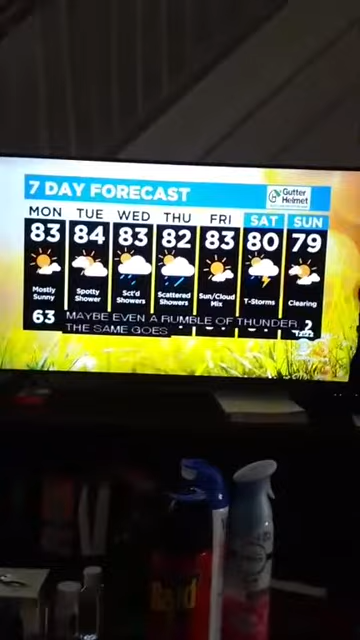 7 DAY FORECAST
Gutter Helmet
MON TUE WED THU FRI SAT SUN
83 84 83 82 83 80 79
Mostly Sunny Spotty Shower Sct'd Showers Scattered Showers Sun/Cloud Mix T-Storms Clearing
63
MAYBE EVEN A RUMBLE OF THUNDER.
THE SAME GOES
2
Raid